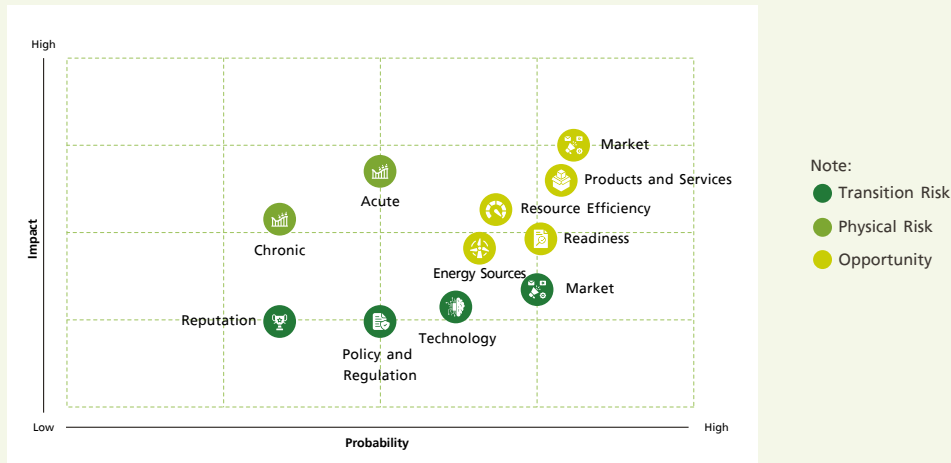 High
Market
Products and Services
Acute
Resource Efficiency
Chronic
Readiness
Energy Sources
Market
Reputation
Technology
Policy and
Regulation
Impact
Low
High
Probability
Note:
Transition Risk
Physical Risk
Opportunity